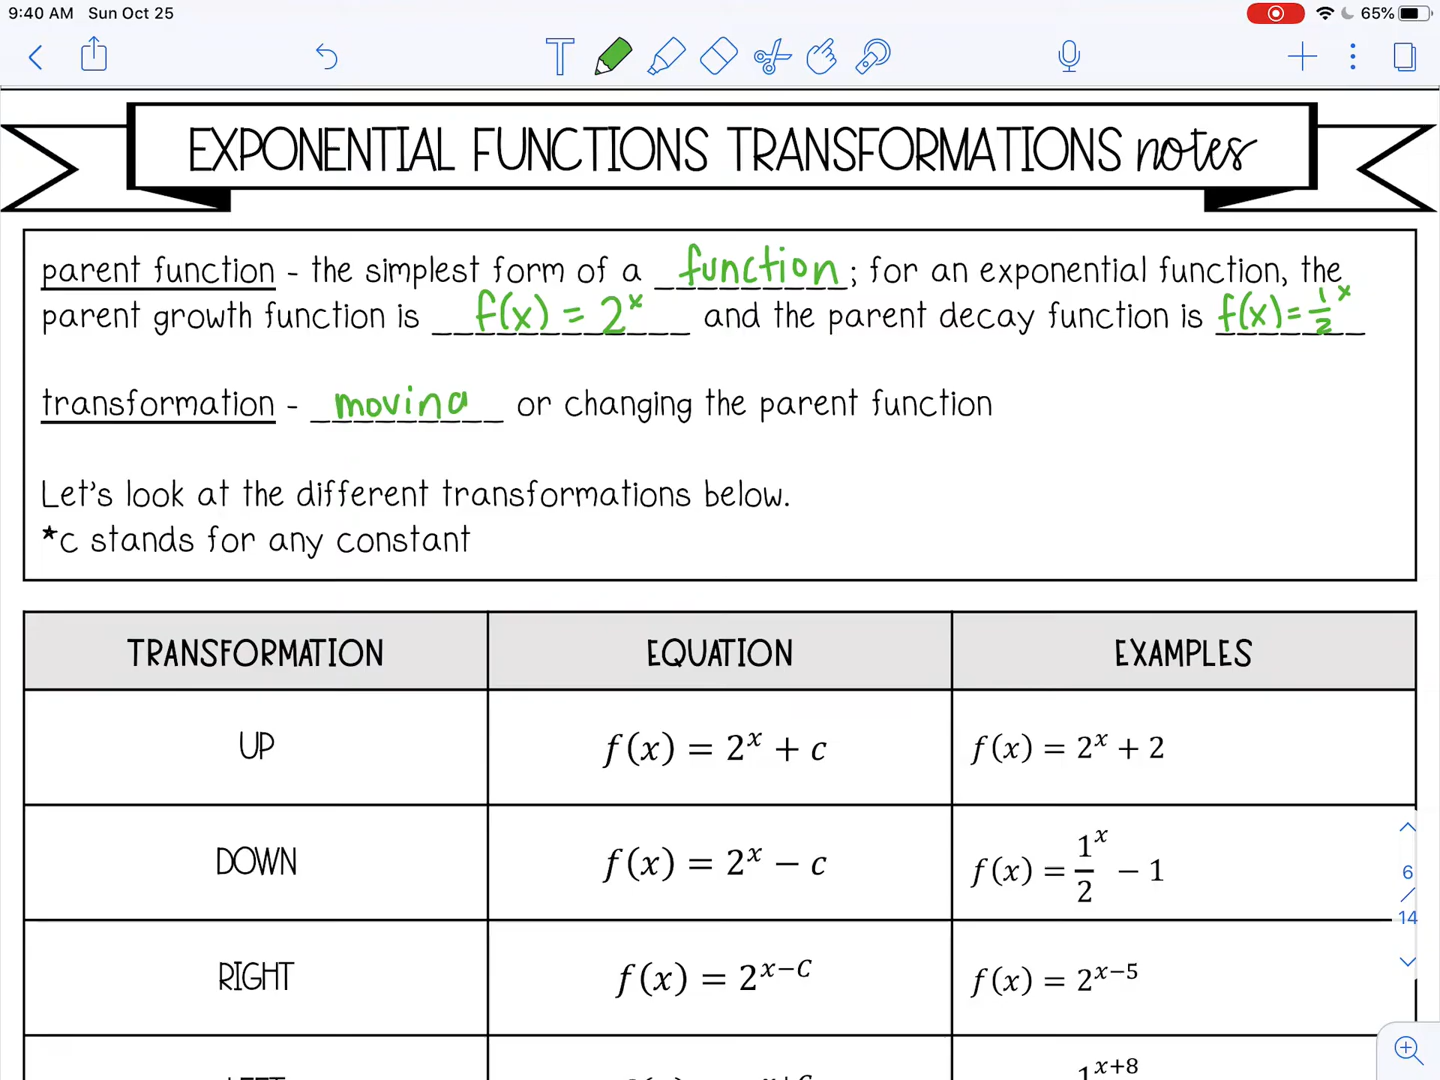 9:40 AM Sun Oct 25 65%
EXPONENTIAL FUNCTIONS TRANSFORMATIONS notes
parent function - the simplest form of a function; for an exponential function, the
parent growth function is f(x) = 2^x and the parent decay function is f(x) = 1/2^x
transformation - movina or changing the parent function
Let's look at the different transformations below.
*c stands for any constant
TRANSFORMATION EQUATION EXAMPLES
UP f(x) = 2^x + c f(x) = 2^x + 2
DOWN f(x) = 2^x − c f(x) = 1^x/2 − 1
RIGHT f(x) = 2^(x−C) f(x) = 2^(x−5)
6
/
14
1^(x+8)